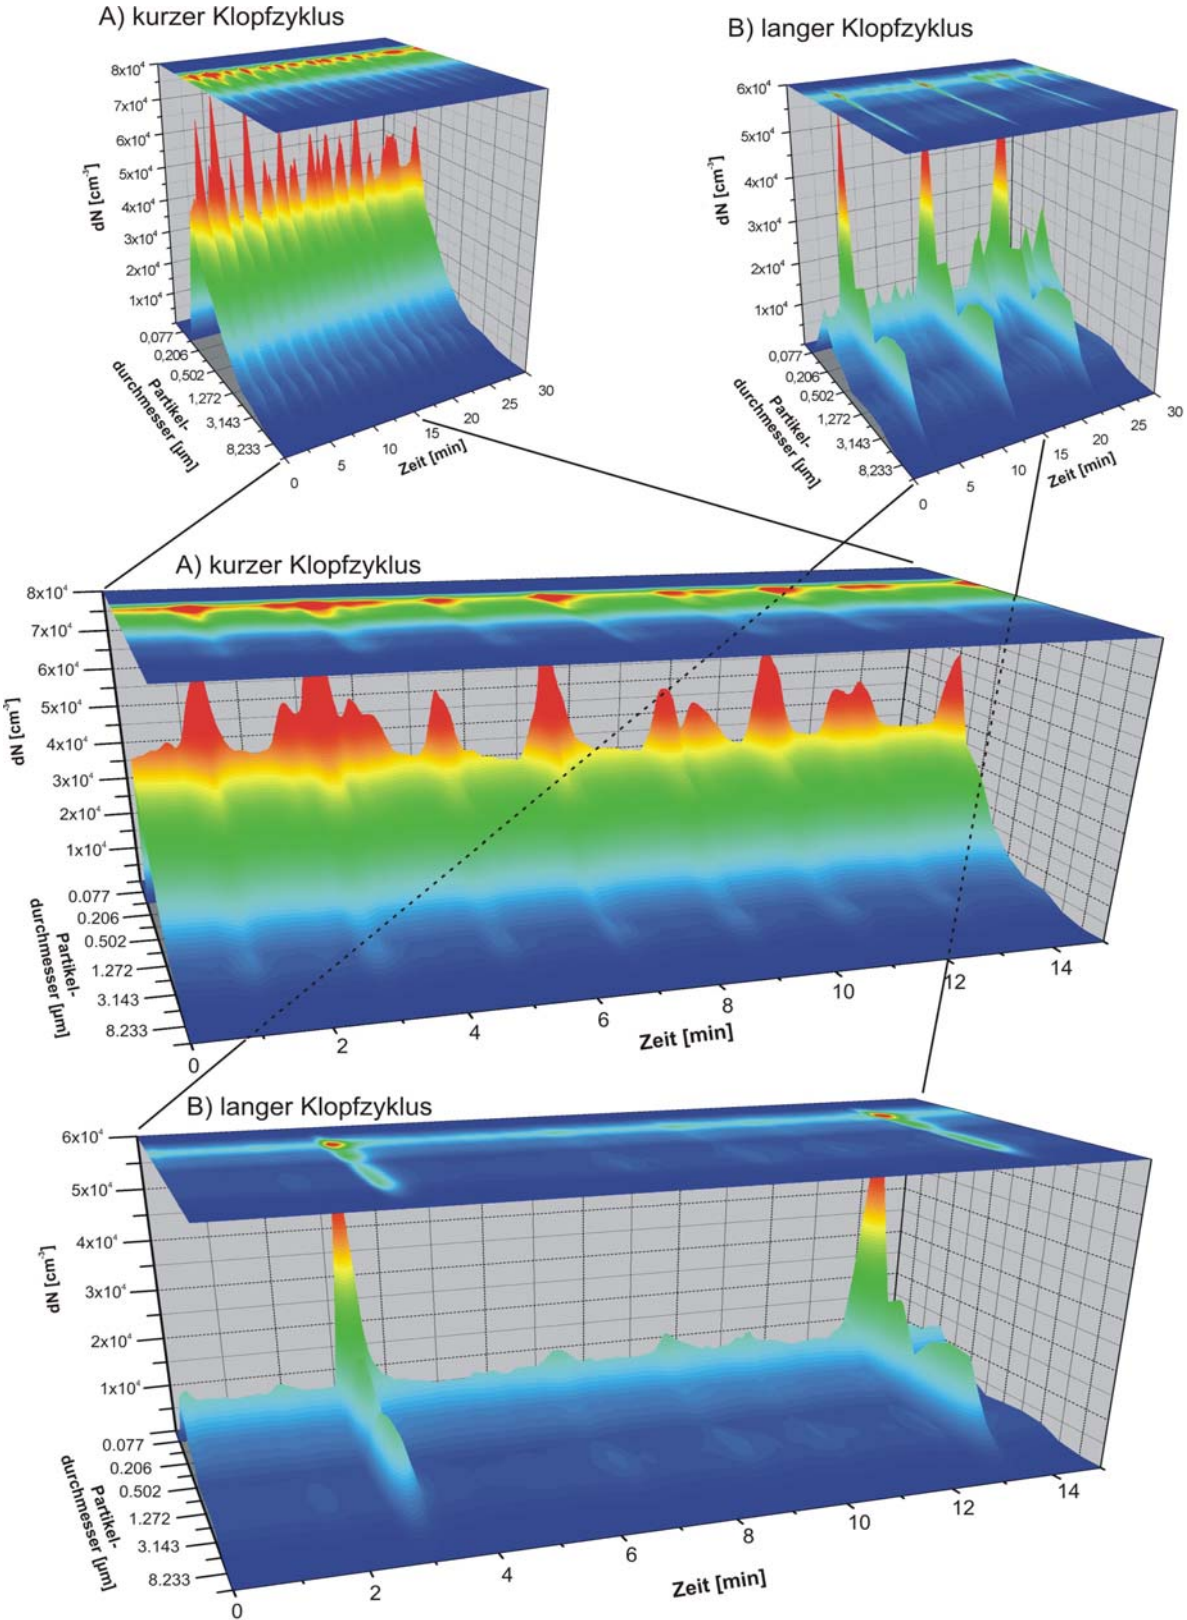 A) kurzer Klopfzyklus
8x10⁴
7x10⁴
6x10⁴
5x10⁴
4x10⁴
3x10⁴
2x10⁴
1x10⁴
dN [cm⁻³]
0,077
0,206
0,502
1,272
3,143
8,233
Partikel-
durchmesser [µm]
0
5
10
15
20
25
30
Zeit [min]
B) langer Klopfzyklus
6x10⁴
5x10⁴
4x10⁴
3x10⁴
2x10⁴
1x10⁴
dN [cm⁻³]
0,077
0,206
0,502
1,272
3,143
8,233
Partikel-
durchmesser [µm]
0
5
10
15
20
25
30
Zeit [min]
A) kurzer Klopfzyklus
8x10⁴
7x10⁴
6x10⁴
5x10⁴
4x10⁴
3x10⁴
2x10⁴
1x10⁴
dN [cm⁻³]
0.077
0.206
0.502
1.272
3.143
8.233
Partikel-
durchmesser [µm]
0
2
4
6
8
10
12
14
Zeit [min]
B) langer Klopfzyklus
6x10⁴
5x10⁴
4x10⁴
3x10⁴
2x10⁴
1x10⁴
dN [cm⁻³]
0.077
0.206
0.502
1.272
3.143
8.233
Partikel-
durchmesser [µm]
0
2
4
6
8
10
12
14
Zeit [min]